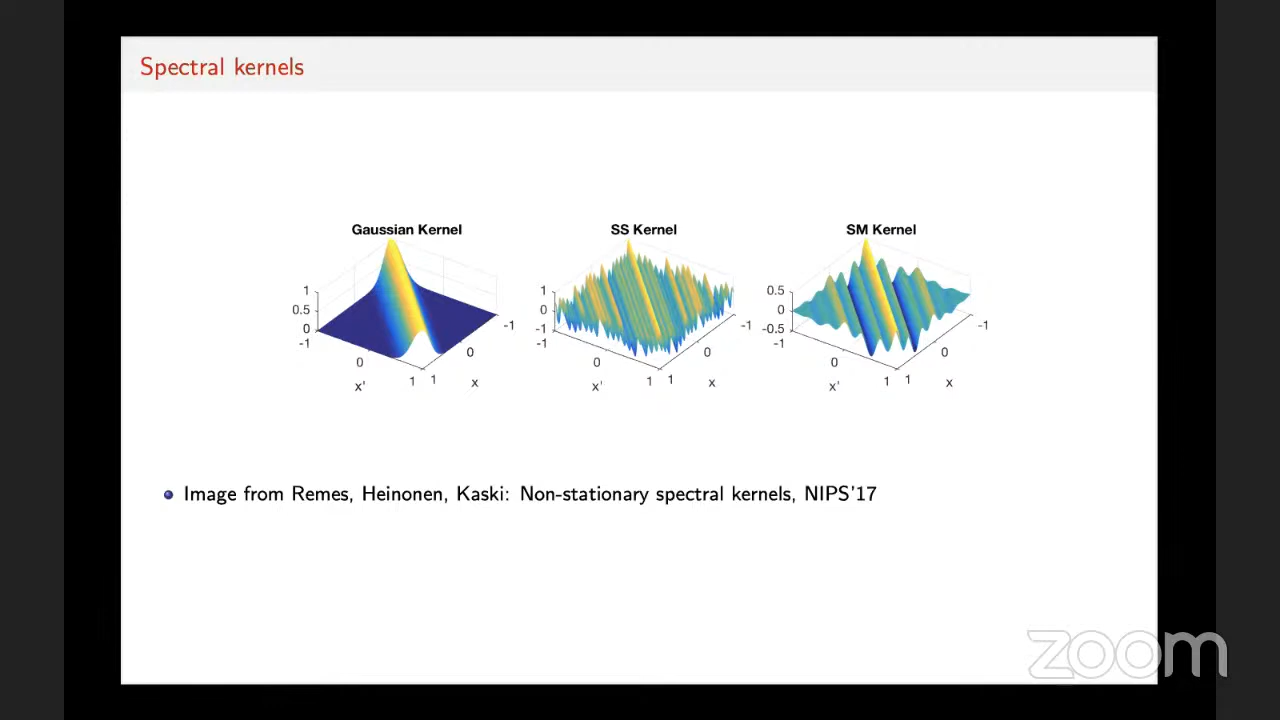 Spectral kernels
Gaussian Kernel
1
0.5
0
-1
0
1
x'
1
0
-1
x
SS Kernel
1
0
-1
-1
0
1
x'
1
0
-1
x
SM Kernel
0.5
0
-0.5
-1
0
1
x'
1
0
-1
x
Image from Remes, Heinonen, Kaski: Non-stationary spectral kernels, NIPS'17
zoom